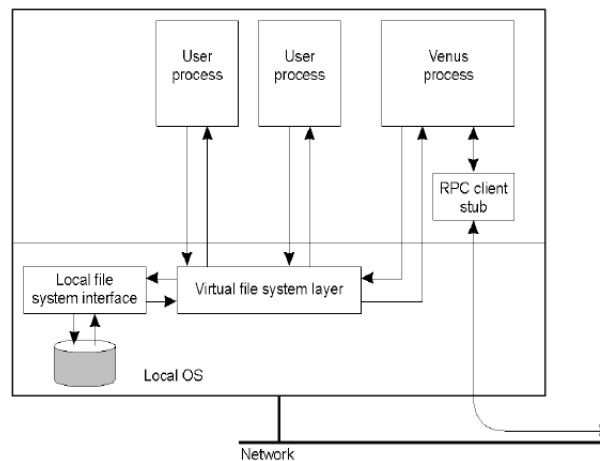 User
process
User
process
Venus
process
RPC client
stub
Local file
system interface
Virtual file system layer
Local OS
Network